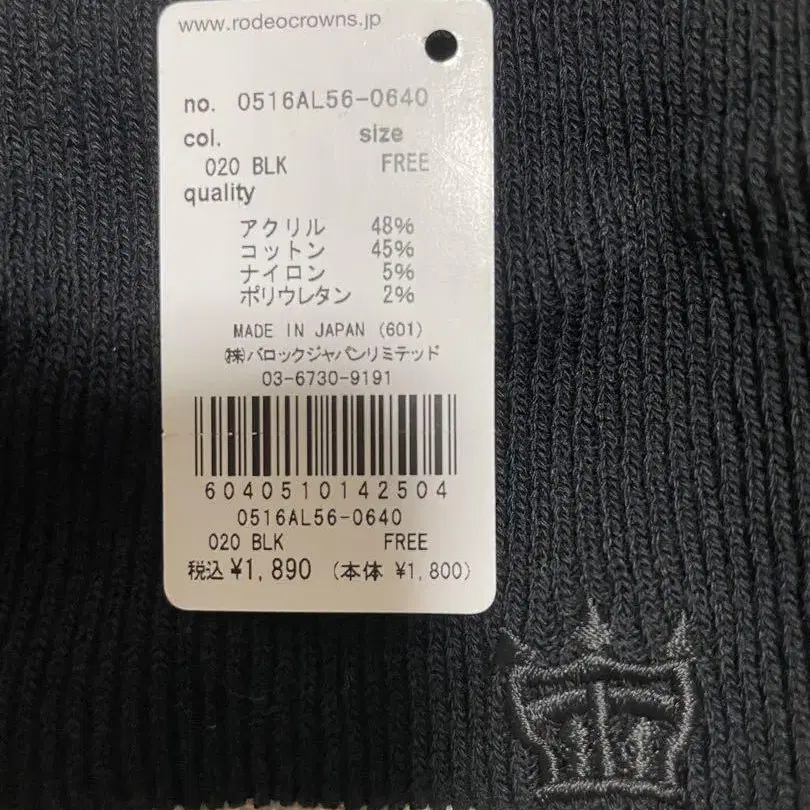 www.rodeocrowns.jp
no. 0516AL56-0640
col. size
020 BLK FREE
quality
アクリル 48%
コットン 45%
ナイロン 5%
ポリウレタン 2%
MADE IN JAPAN (601)
㈱バロックジャパンリミテッド
03-6730-9191
6040510142504
0516AL56-0640
020 BLK FREE
税込 ¥1,890 (本体 ¥1,800)